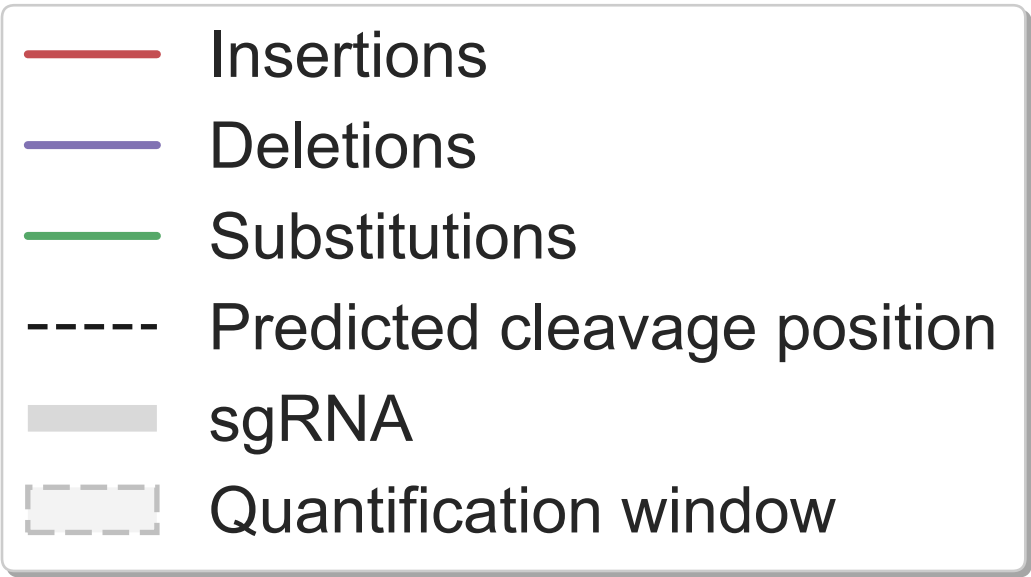 Insertions
Deletions
Substitutions
Predicted cleavage position
sgRNA
Quantification window